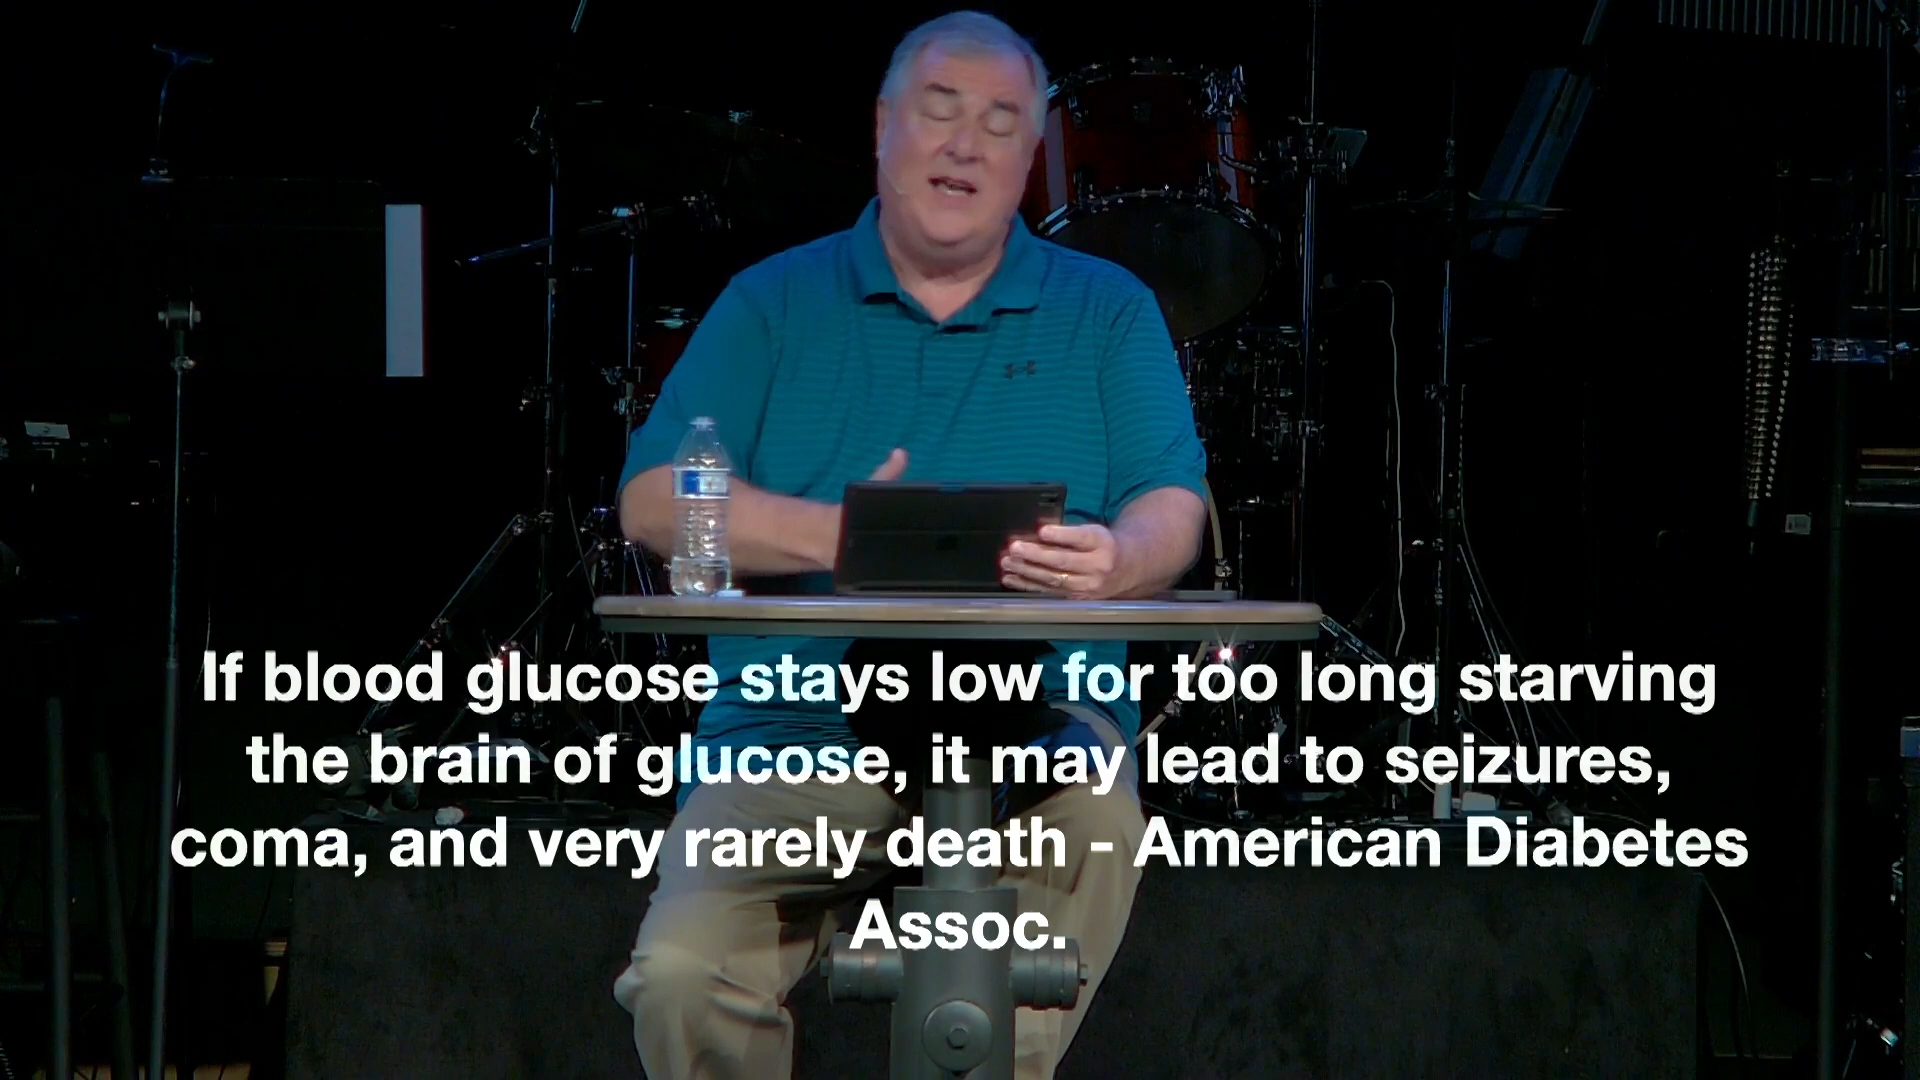 If blood glucose stays low for too long starving
the brain of glucose, it may lead to seizures,
coma, and very rarely death - American Diabetes
Assoc.